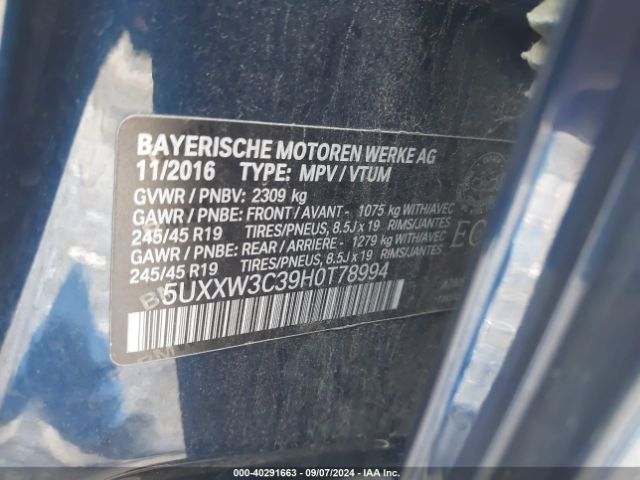 BAYERISCHE MOTOREN WERKE AG
11/2016 TYPE: MPV / VTUM
GVWR / PNBV: 2309 kg
GAWR / PNBE: FRONT / AVANT - 1075 kg WITH/AVEC
245/45 R19 TIRES/PNEUS, 8.5J x 19 RIMS/JANTES
GAWR / PNBE: REAR / ARRIERE - 1279 kg WITH/AVEC
245/45 R19 TIRES/PNEUS, 8.5J x 19 RIMS/JANTES
5UXXW3C39H0T78994
000-40291663 - 09/07/2024 - IAA Inc.